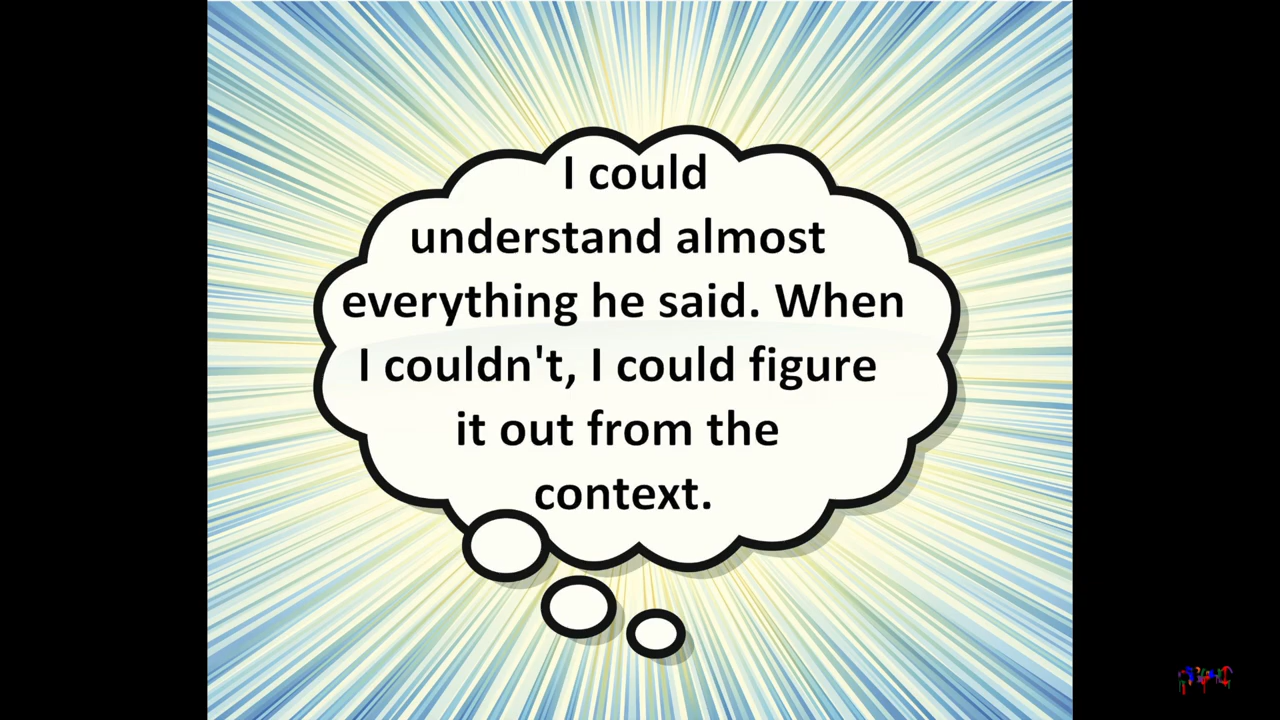 I could
understand almost
everything he said. When
I couldn't, I could figure
it out from the
context.